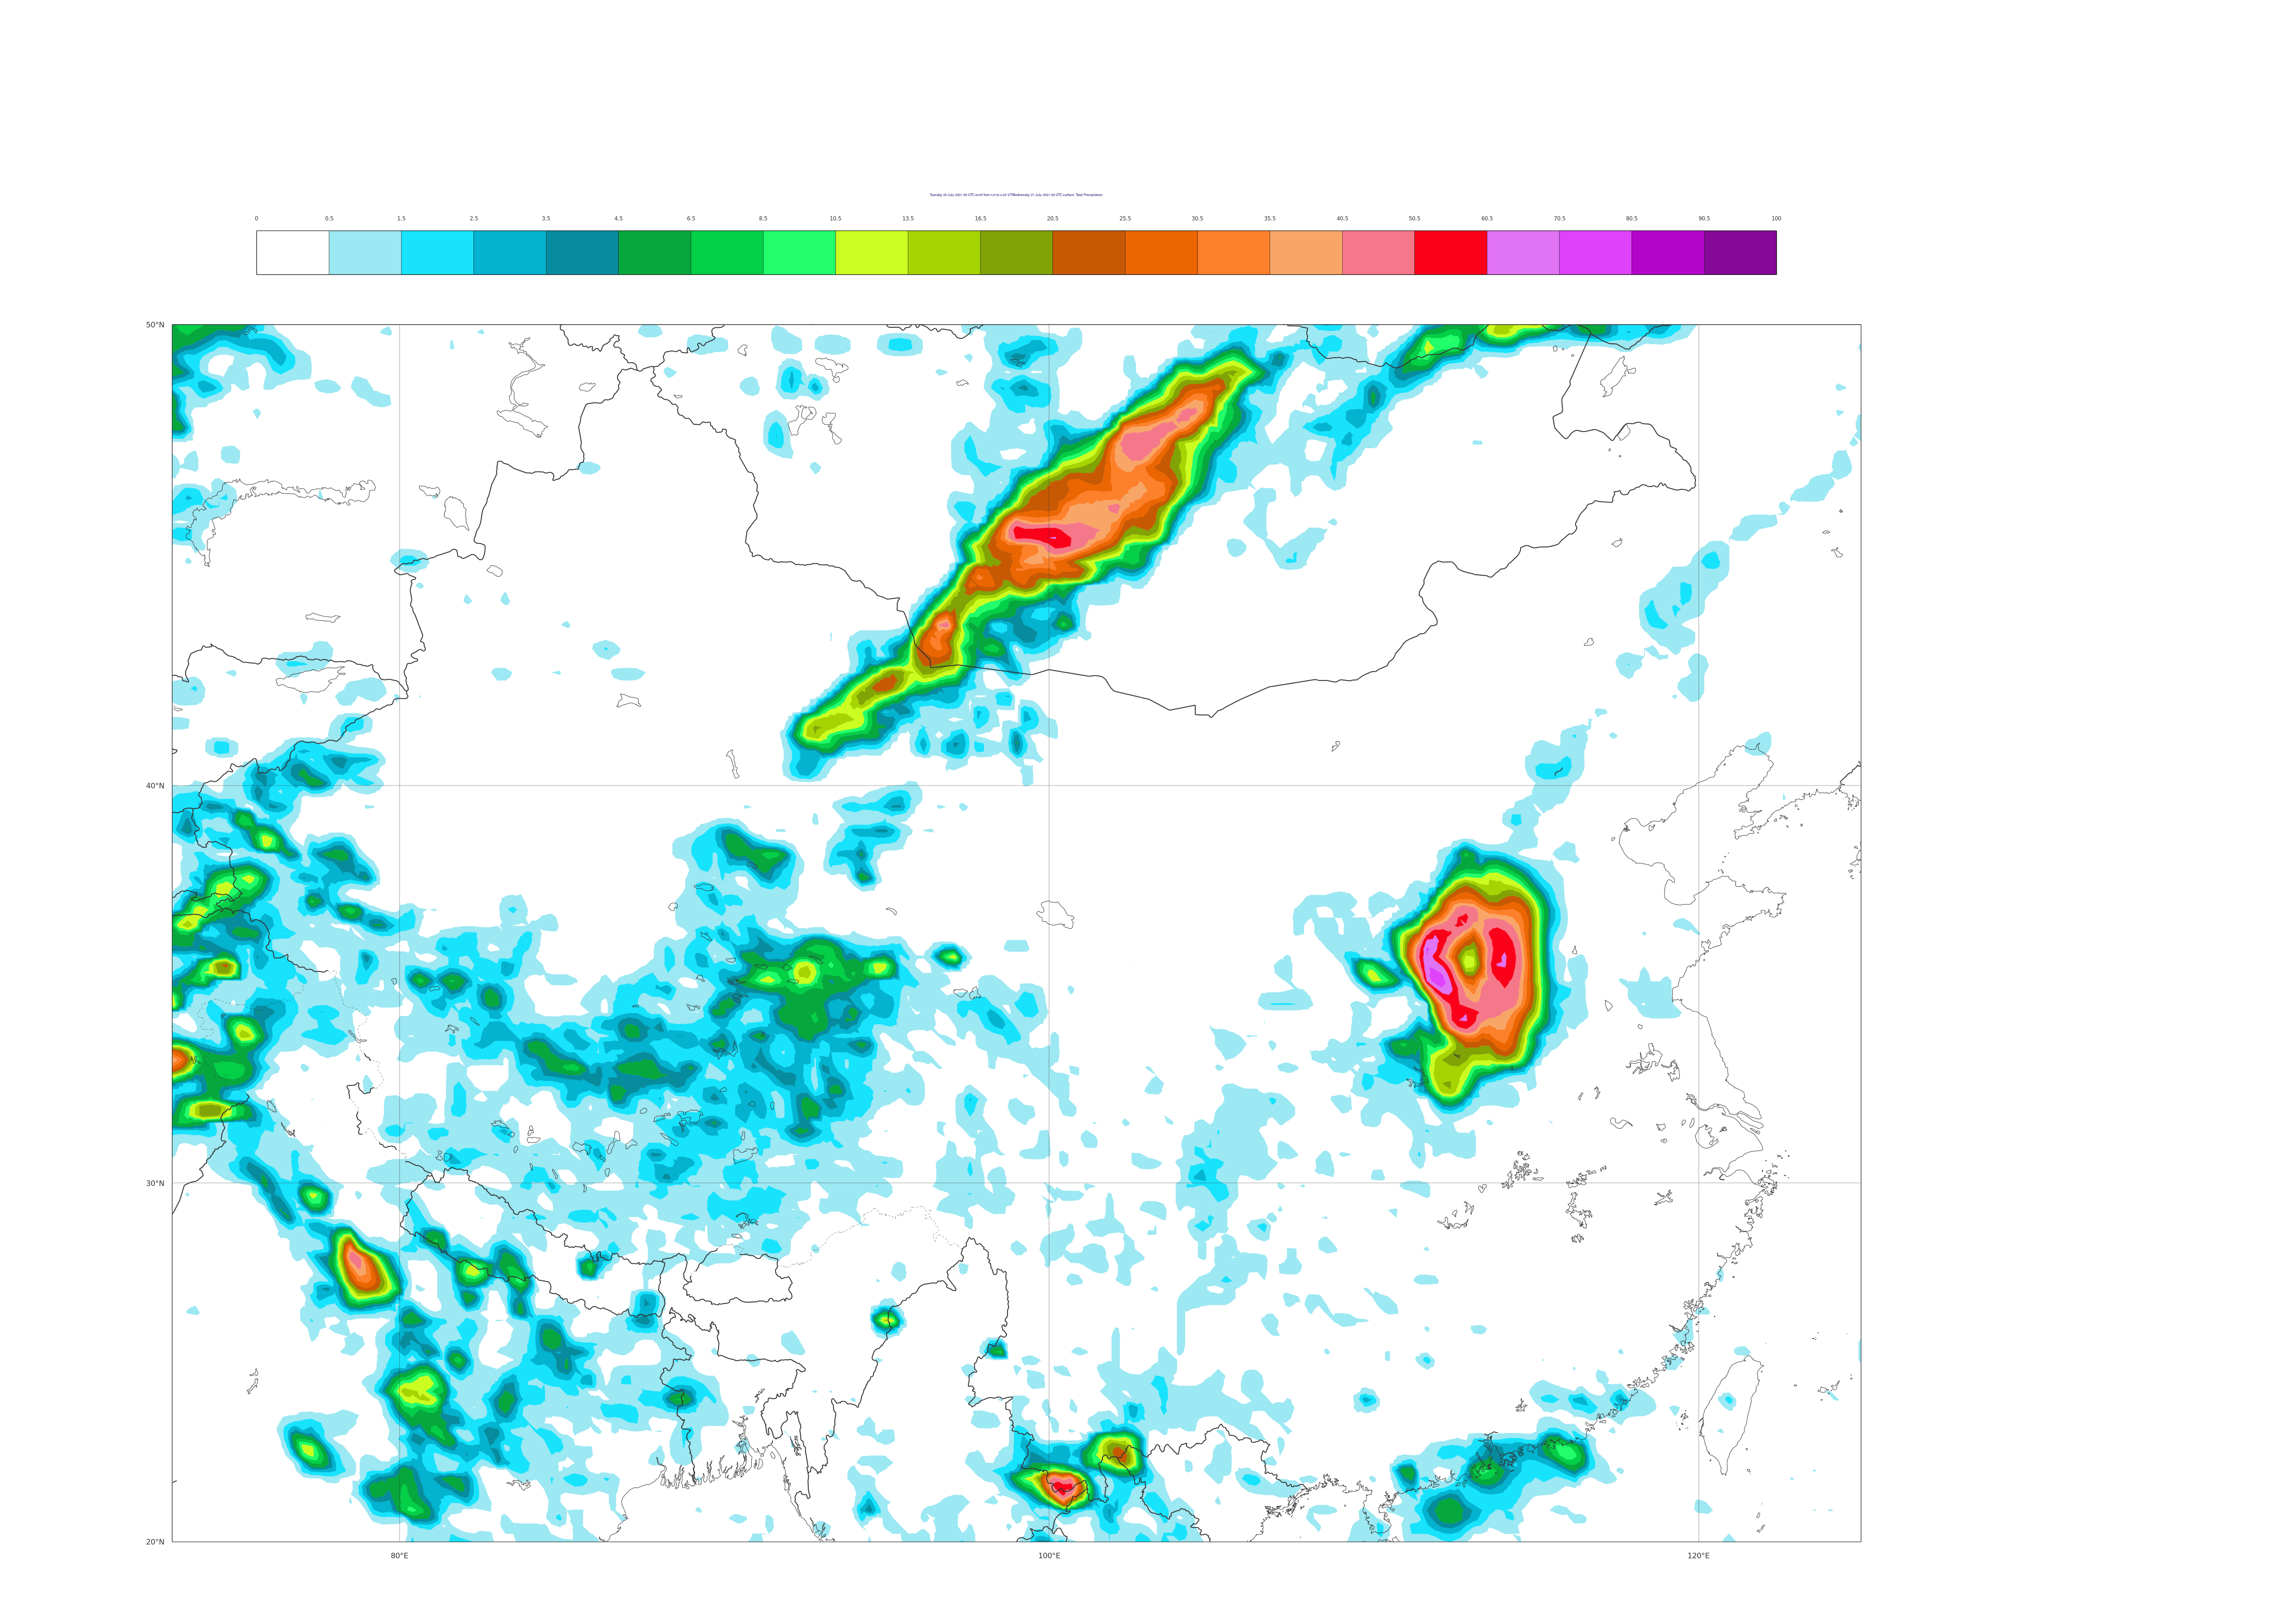 Tuesday 20 July 2021 00 UTC ecmf t+0 to t+24 VT:Wednesday 21 July 2021 00 UTC surface Total Precipitation
0 0.5 1.5 2.5 3.5 4.5 6.5 8.5 10.5 13.5 16.5 20.5 25.5 30.5 35.5 40.5 50.5 60.5 70.5 80.5 90.5 100
50°N
40°N
30°N
20°N
80°E 100°E 120°E